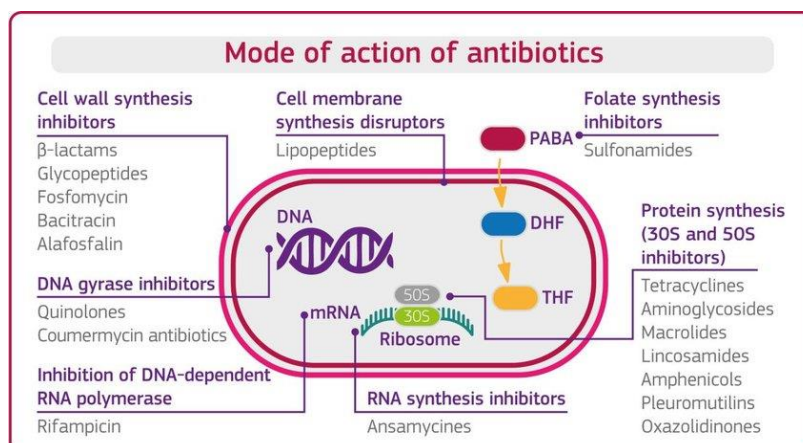 Mode of action of antibiotics
Cell wall synthesis
inhibitors
β-lactams
Glycopeptides
Fosfomycin
Bacitracin
Alafosfalin
Cell membrane
synthesis disruptors
Lipopeptides
PABA
Folate synthesis
inhibitors
Sulfonamides
DNA
DHF
Protein synthesis
(30S and 50S
inhibitors)
Tetracyclines
Aminoglycosides
Macrolides
Lincosamides
Amphenicols
Pleuromutilins
Oxazolidinones
DNA gyrase inhibitors
Quinolones
Coumermycin antibiotics
mRNA
50S
30S
Ribosome
THF
Inhibition of DNA-dependent
RNA polymerase
Rifampicin
RNA synthesis inhibitors
Ansamycines